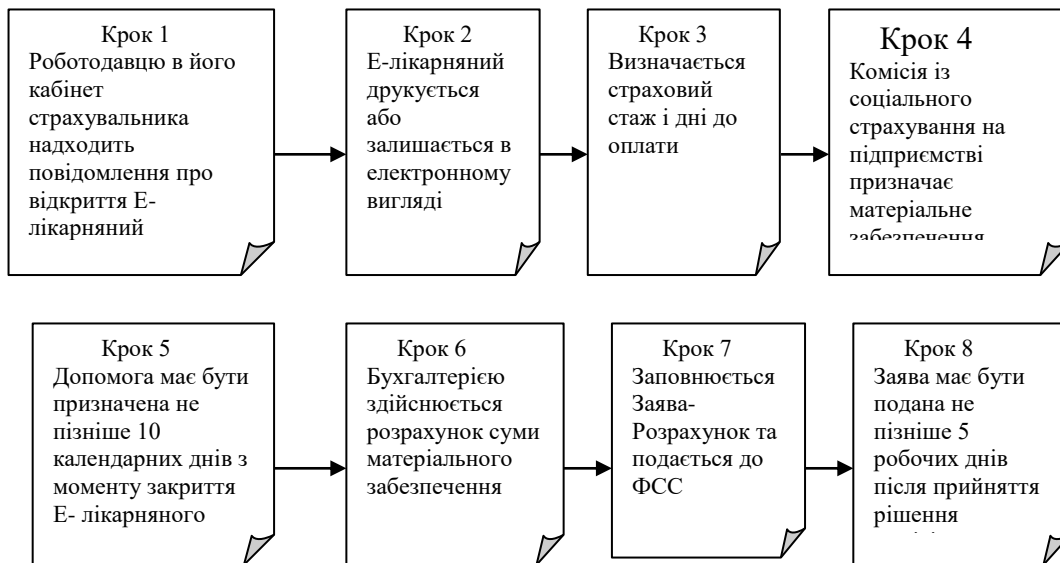 Крок 1
Роботодавцю в його
кабінет
страхувальника
надходить
повідомлення про
відкриття Е-
лікарняний
Крок 2
Е-лікарняний
друкується
або
залишається в
електронному
вигляді
Крок 3
Визначається
страховий
стаж і дні до
оплати
Крок 4
Комісія із
соціального
страхування на
підприємстві
призначає
матеріальне
забезпечення
Крок 5
Допомога має бути
призначена не
пізніше 10
календарних днів з
моменту закриття
Е- лікарняного
Крок 6
Бухгалтерією
здійснюється
розрахунок суми
матеріального
забезпечення
Крок 7
Заповнюється
Заява-
Розрахунок та
подається до
ФСС
Крок 8
Заява має бути
подана не
пізніше 5
робочих днів
після прийняття
рішення